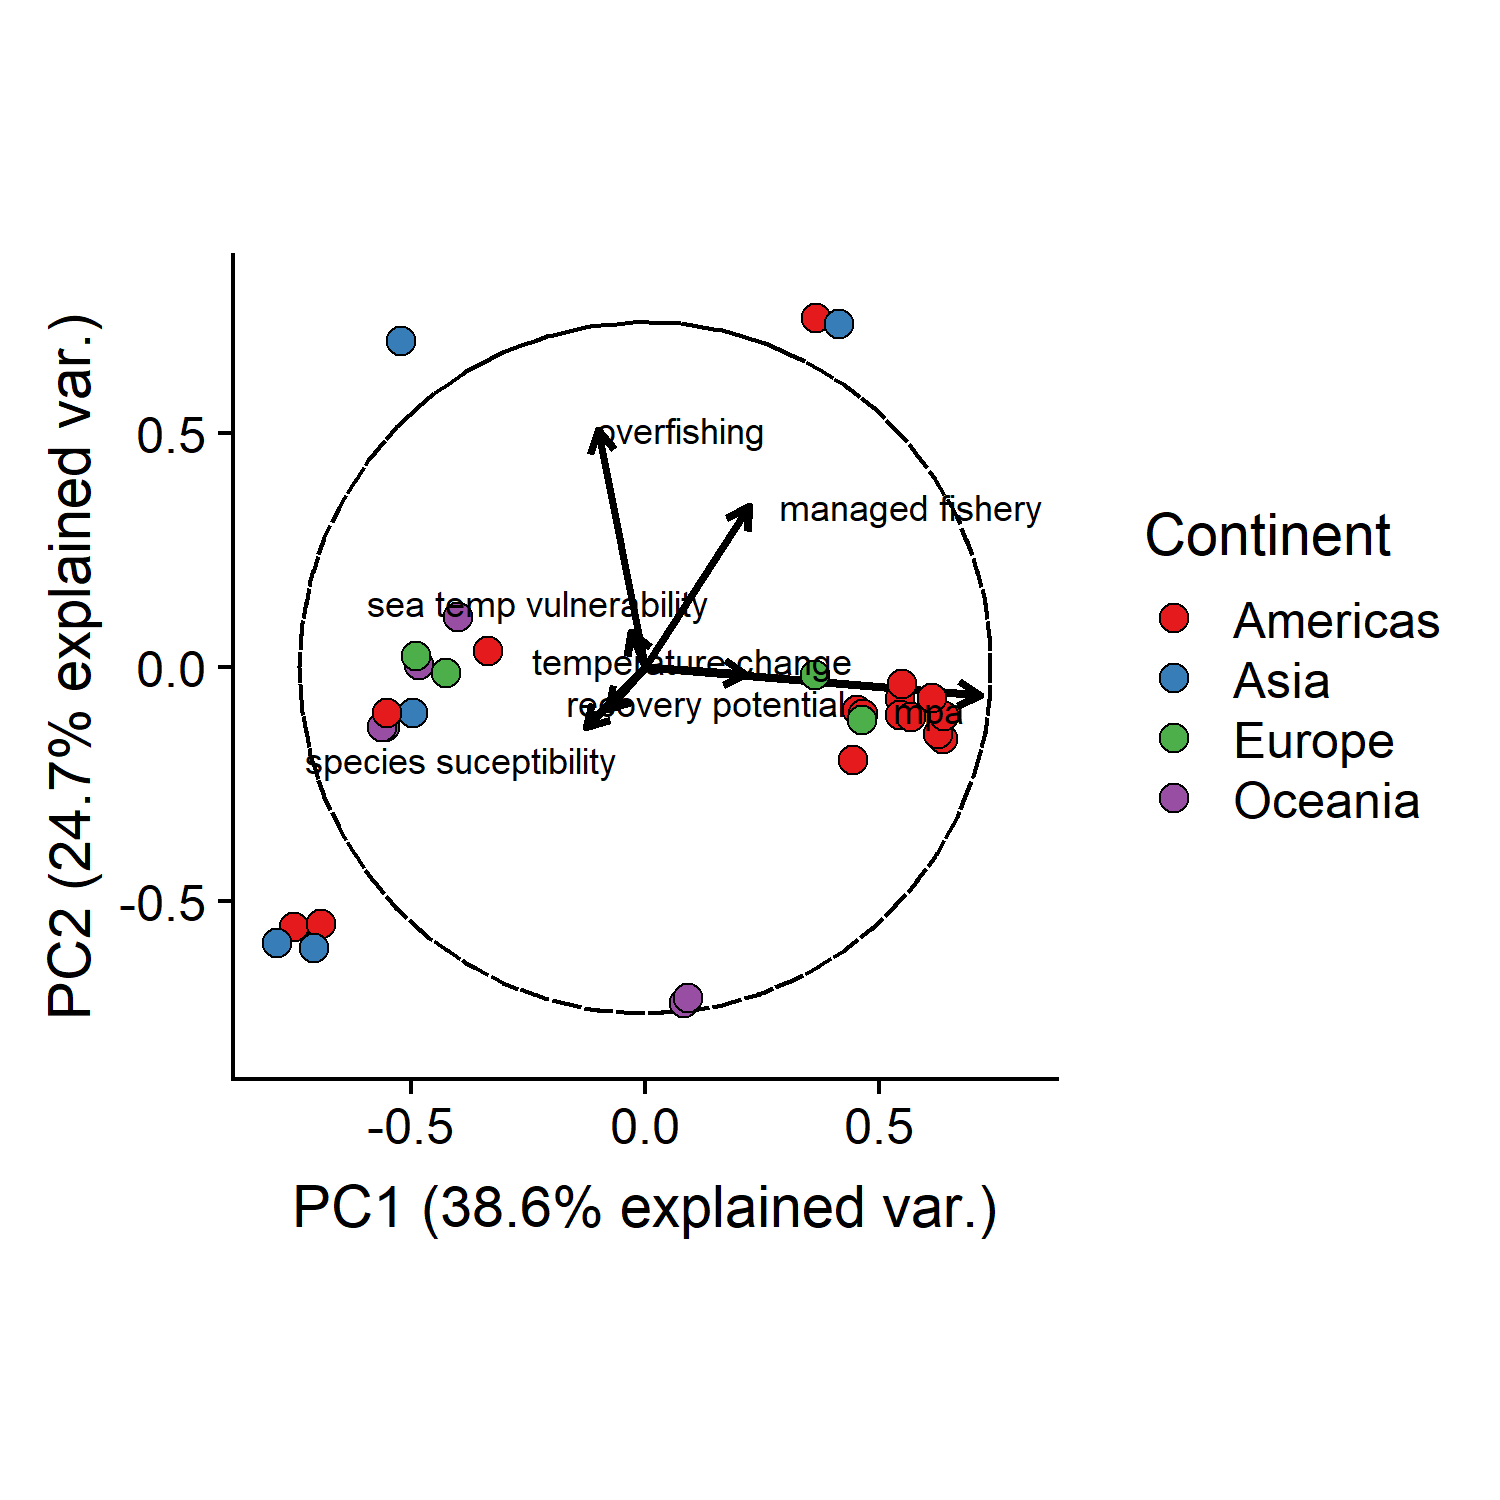 PC2 (24.7% explained var.)
0.5
0.0
-0.5
overfishing
managed fishery
sea temp vulnerability
temperature change
recovery potential
mpa
species suceptibility
-0.5
0.0
0.5
PC1 (38.6% explained var.)
Continent
Americas
Asia
Europe
Oceania